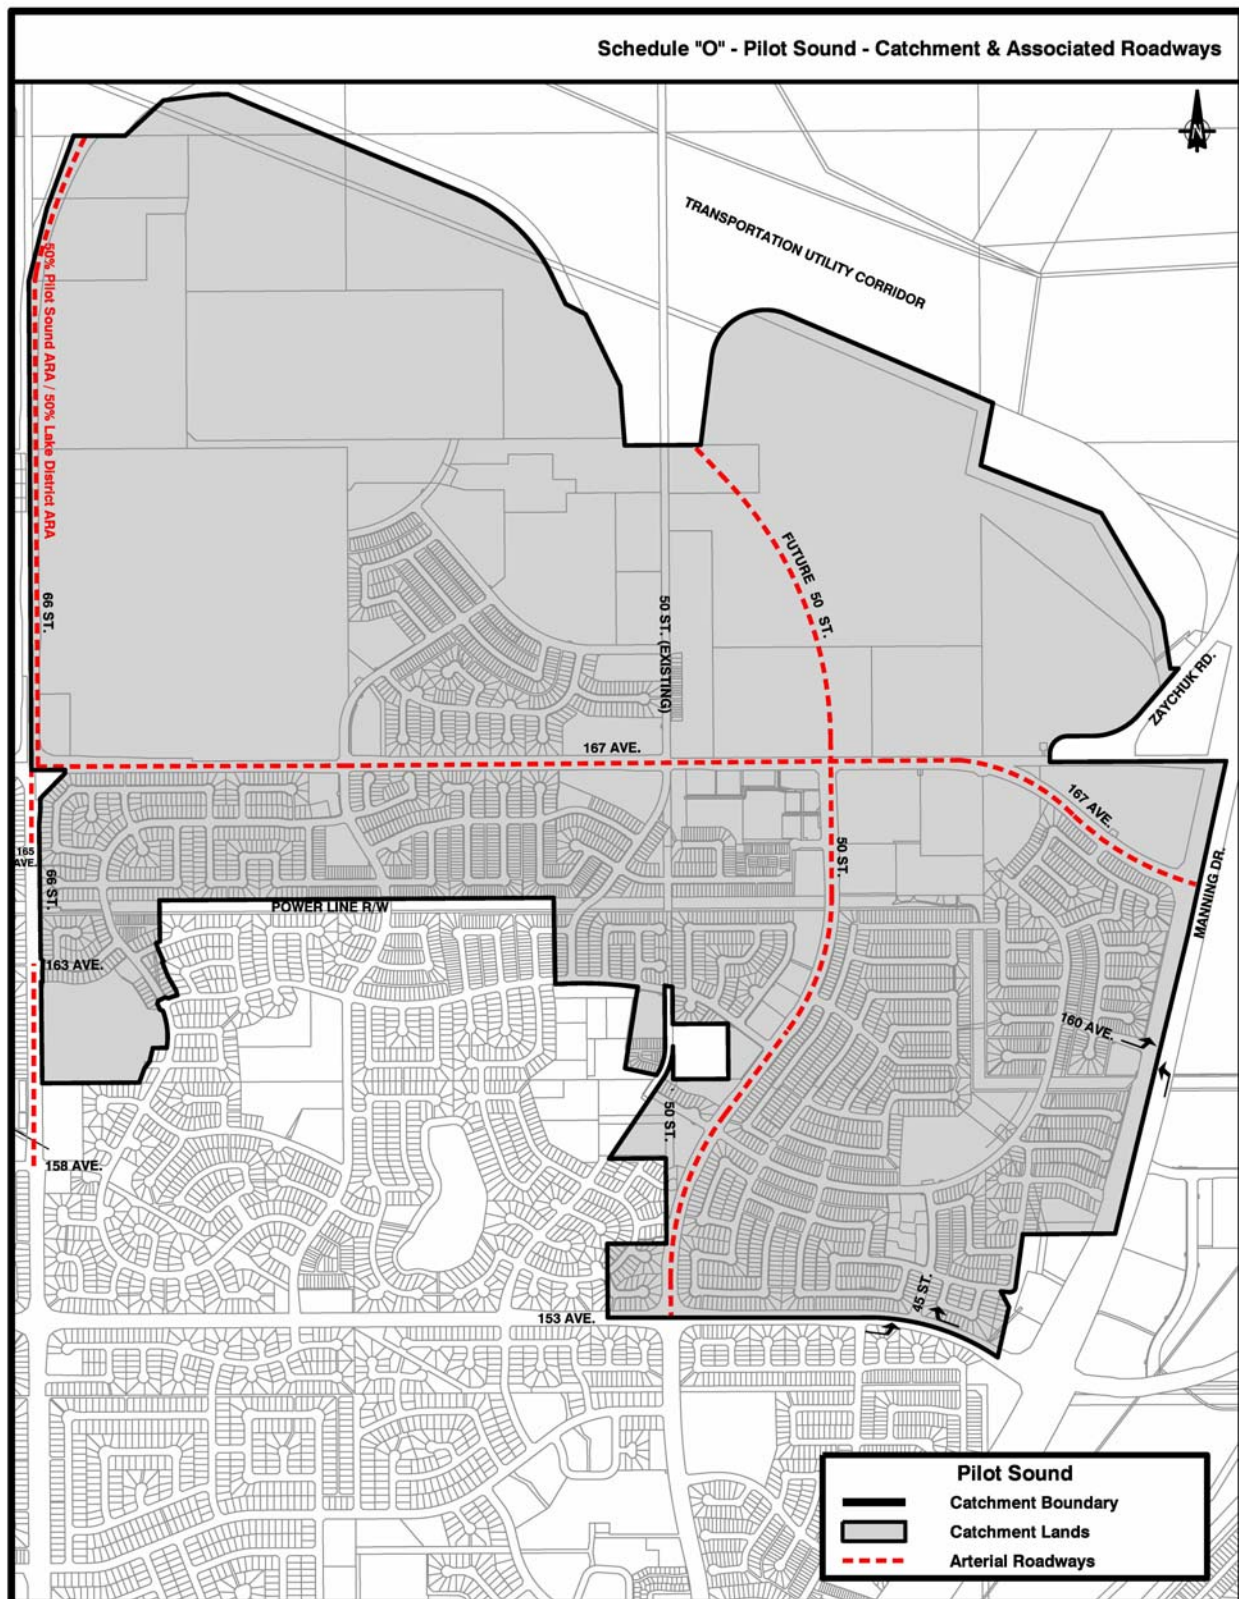 Schedule "O" - Pilot Sound - Catchment & Associated Roadways
N
TRANSPORTATION UTILITY CORRIDOR
50% Pilot Sound ARA / 50% Lake District ARA
FUTURE 50 ST.
66 ST.
50 ST. (EXISTING)
ZAYCHUK RD.
167 AVE.
167 AVE.
165
AVE.
66 ST.
50 ST.
MANNING DR.
POWER LINE R/W
163 AVE.
160 AVE.
50 ST.
158 AVE.
45 ST.
153 AVE.
Pilot Sound
Catchment Boundary
Catchment Lands
Arterial Roadways